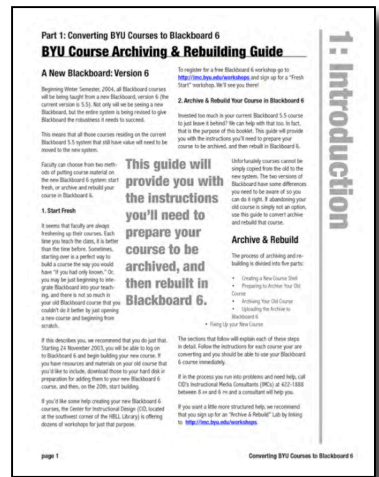 Part 1: Converting BYU Courses to Blackboard 6
BYU Course Archiving & Rebuilding Guide
1: Introduction
A New Blackboard: Version 6
Beginning Winter Semester, 2004, all Blackboard courses
will be being taught from a new Blackboard, version 6 (the
current version is 5.5). Not only will we be seeing a new
Blackboard, but the entire system is being revised to give
Blackboard the robustness it needs to succeed.
This means that all those courses residing on the current
Blackboard 5.5 system that still have value will need to be
moved to the new system.
Faculty can choose from two meth-
ods of putting course material on
the new Blackboard 6 system: start
fresh, or archive and rebuild your
course in Blackboard 6.
1. Start Fresh
It seems that faculty are always
freshening up their courses. Each
time you teach the class, it is better
than the time before. Sometimes,
starting over is a perfect way to
build a course the way you would
have "if you had only known." Or,
you may be just beginning to inte-
grate Blackboard into your teach-
ing, and there is not so much in
your old Blackboard course that you
couldn't do it better by just opening
a new course and beginning from
scratch.
If this describes you, we recommend that you do just that.
Starting 24 November 2003, you will be able to log on
to Blackboard 6 and begin building your new course. If
you have resources and materials on your old course that
you'd like to include, download those to your hard disk in
preparation for adding them to your new Blackboard 6
course, and then, on the 20th, start building.
If you'd like some help creating your new Blackboard 6
courses, the Center for Instructional Design (CID, located
at the southwest corner of the HBLL Library) is offering
dozens of workshops for just that purpose.
This guide will
provide you with
the instructions
you'll need to
prepare your
course to be
archived, and
then rebuilt in
Blackboard 6.
To register for a free Blackboard 6 workshop go to
http://imc.byu.edu/workshops and sign up for a "Fresh
Start" workshop. We'll see you there!
2. Archive & Rebuild Your Course in Blackboard 6
Invested too much in your current Blackboard 5.5 course
to just leave it behind? We can help with that too. In fact,
that is the purpose of this booklet. This guide will provide
you with the instructions you'll need to prepare your
course to be archived, and then rebuilt in Blackboard 6.
Unfortunately courses cannot be
simply copied from the old to the
new system. The two versions of
Blackboard have some differences
you need to be aware of so you
can do it right. If abandoning your
old course is simply not an option,
use this guide to convert archive
and rebuild that course.
Archive & Rebuild
The process of archiving and re-
building is divided into five parts:
• Creating a New Course Shell
• Preparing to Archive Your Old
Course
• Archiving Your Old Course
• Uploading the Archive to
Blackboard 6
• Fixing Up your New Course
The sections that follow will explain each of these steps
in detail. Follow the instructions for each course your are
converting and you should be able to use your Blackboard
6 course immediately.
If in the process you run into problems and need help, call
CID's Instructional Media Consultants (IMCs) at 422-1888
between 8 AM and 6 PM and a consultant will help you.
If you want a little more structured help, we recommend
that you sign up for an "Archive & Rebuild" Lab by linking
to http://imc.byu.edu/workshops.
page 1
Converting BYU Courses to Blackboard 6